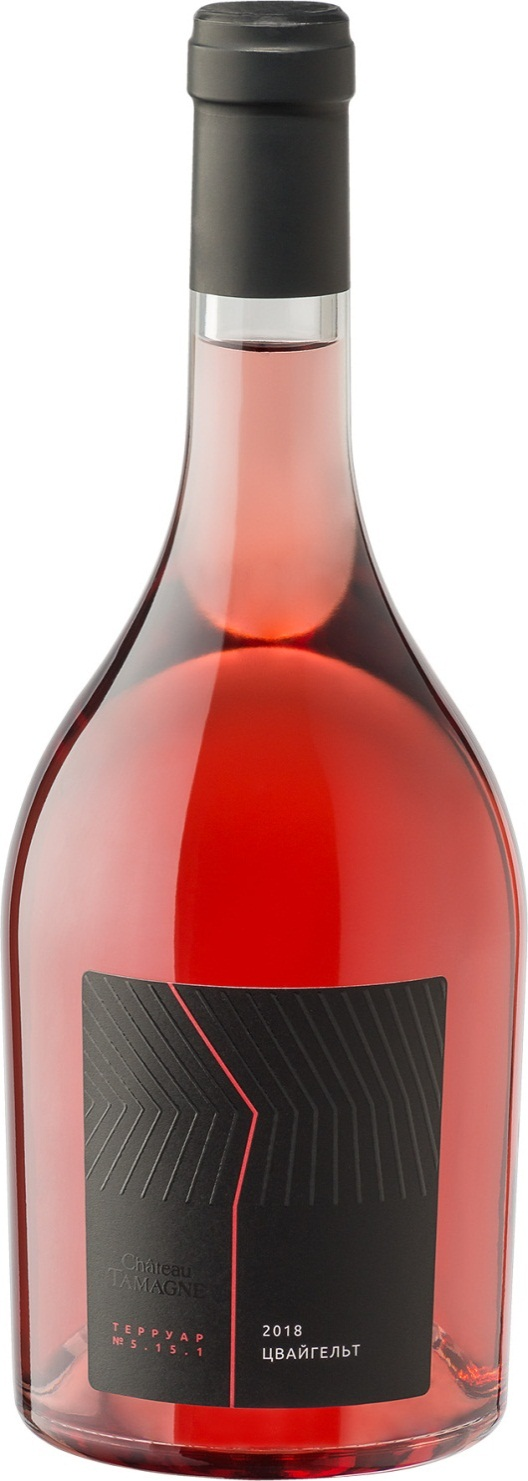 Château
TAMAGNE
ТЕРРУАР
№ 5.15.1
2018
ЦВАЙГЕЛЬТ